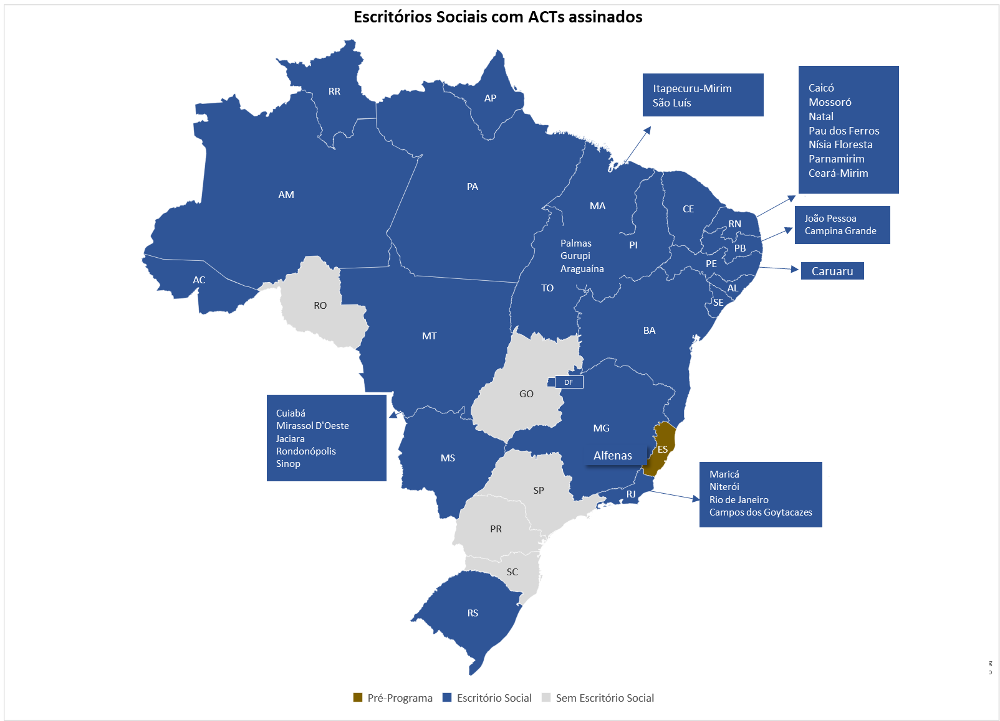 Escritórios Sociais com ACTs assinados
RR
AP
Itapecuru-Mirim
São Luís
Caicó
Mossoró
Natal
Pau dos Ferros
Nísia Floresta
Parnamirim
Ceará-Mirim
AM
PA
MA
CE
RN
João Pessoa
Campina Grande
Palmas
Gurupi
Araguaína
PI
PB
PE
Caruaru
AC
TO
AL
SE
RO
MT
BA
DF
GO
Cuiabá
Mirassol D'Oeste
Jaciara
Rondonópolis
Sinop
MG
ES
Alfenas
MS
Maricá
Niterói
Rio de Janeiro
Campos dos Goytacazes
SP
RJ
PR
SC
RS
Pré-Programa
Escritório Social
Sem Escritório Social